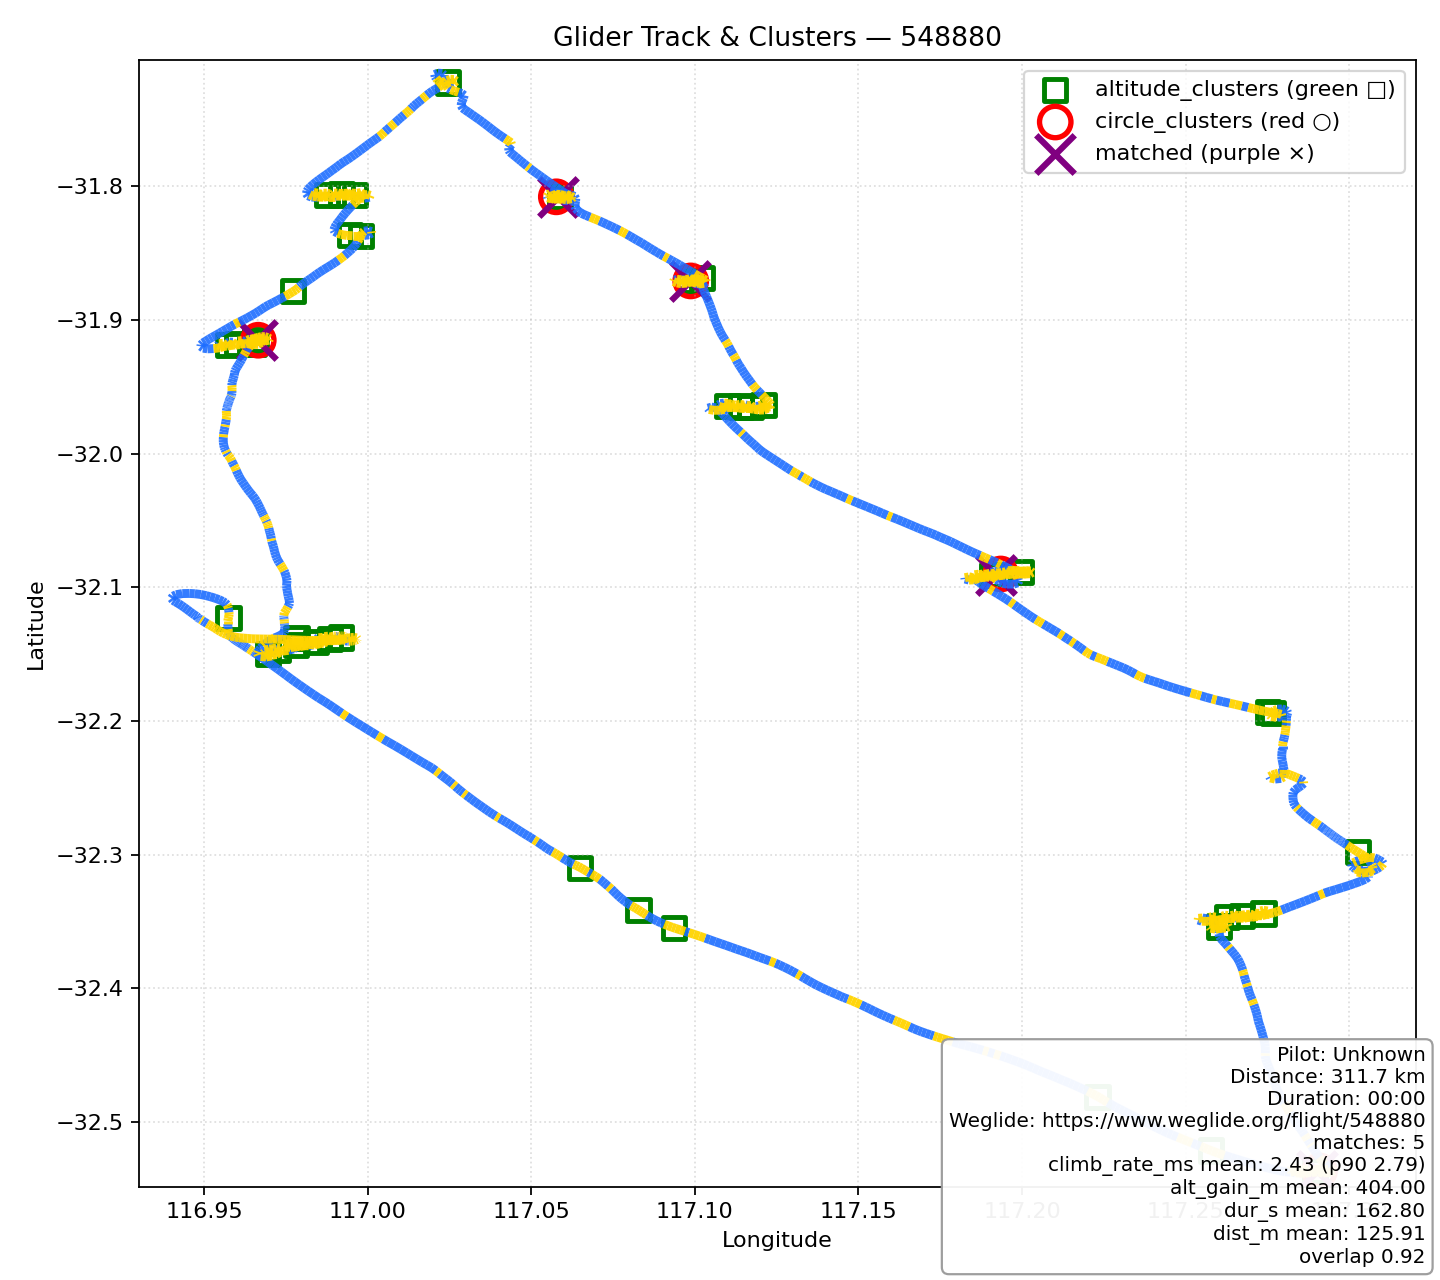 Glider Track & Clusters — 548880
altitude_clusters (green □)
circle_clusters (red ○)
matched (purple ×)
−31.8
−31.9
−32.0
−32.1
−32.2
−32.3
−32.4
−32.5
Latitude
116.95
117.00
117.05
117.10
117.15
117.20
117.25
Longitude
Pilot: Unknown
Distance: 311.7 km
Duration: 00:00
Weglide: https://www.weglide.org/flight/548880
matches: 5
climb_rate_ms mean: 2.43 (p90 2.79)
alt_gain_m mean: 404.00
dur_s mean: 162.80
dist_m mean: 125.91
overlap 0.92